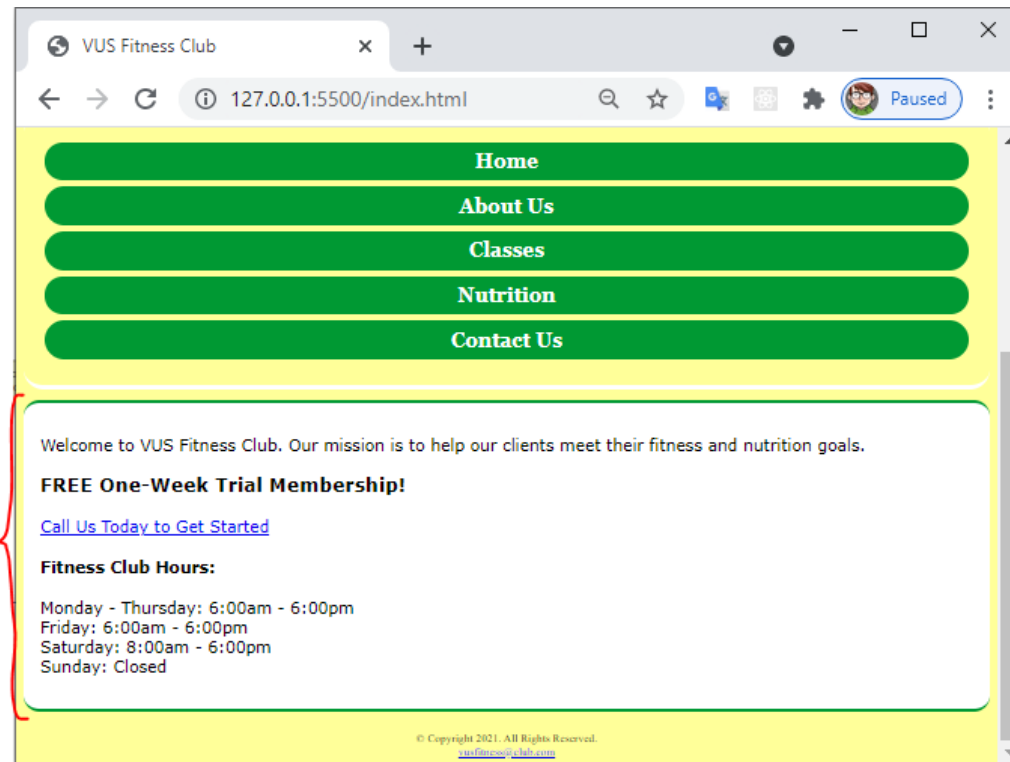 VUS Fitness Club
127.0.0.1:5500/index.html
Paused
Home
About Us
Classes
Nutrition
Contact Us
Welcome to VUS Fitness Club. Our mission is to help our clients meet their fitness and nutrition goals.
FREE One-Week Trial Membership!
Call Us Today to Get Started
Fitness Club Hours:
Monday - Thursday: 6:00am - 6:00pm
Friday: 6:00am - 6:00pm
Saturday: 8:00am - 6:00pm
Sunday: Closed
© Copyright 2021. All Rights Reserved.
vusfitness@club.com